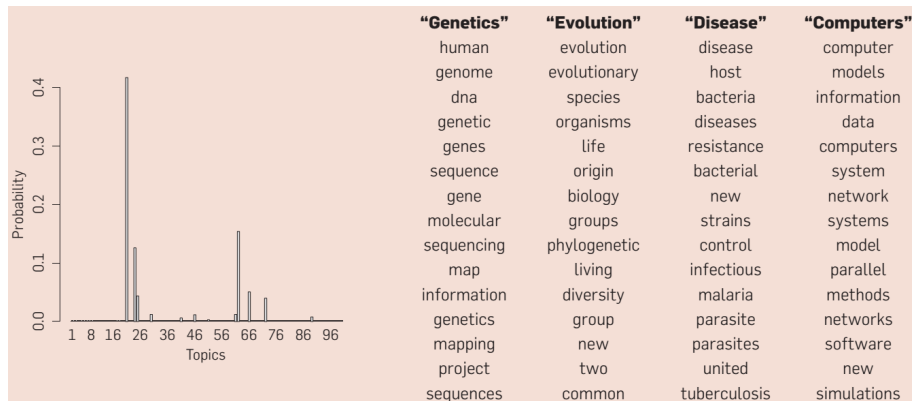 “Genetics” “Evolution” “Disease” “Computers”
human evolution disease computer
genome evolutionary host models
dna species bacteria information
genetic organisms diseases data
genes life resistance computers
sequence origin bacterial system
gene biology new network
molecular groups strains systems
sequencing phylogenetic control model
map living infectious parallel
information diversity malaria methods
genetics group parasite networks
mapping new parasites software
project two united new
sequences common tuberculosis simulations
Probability
0.4
0.3
0.2
0.1
0.0
1 8 16 26 36 46 56 66 76 86 96
Topics